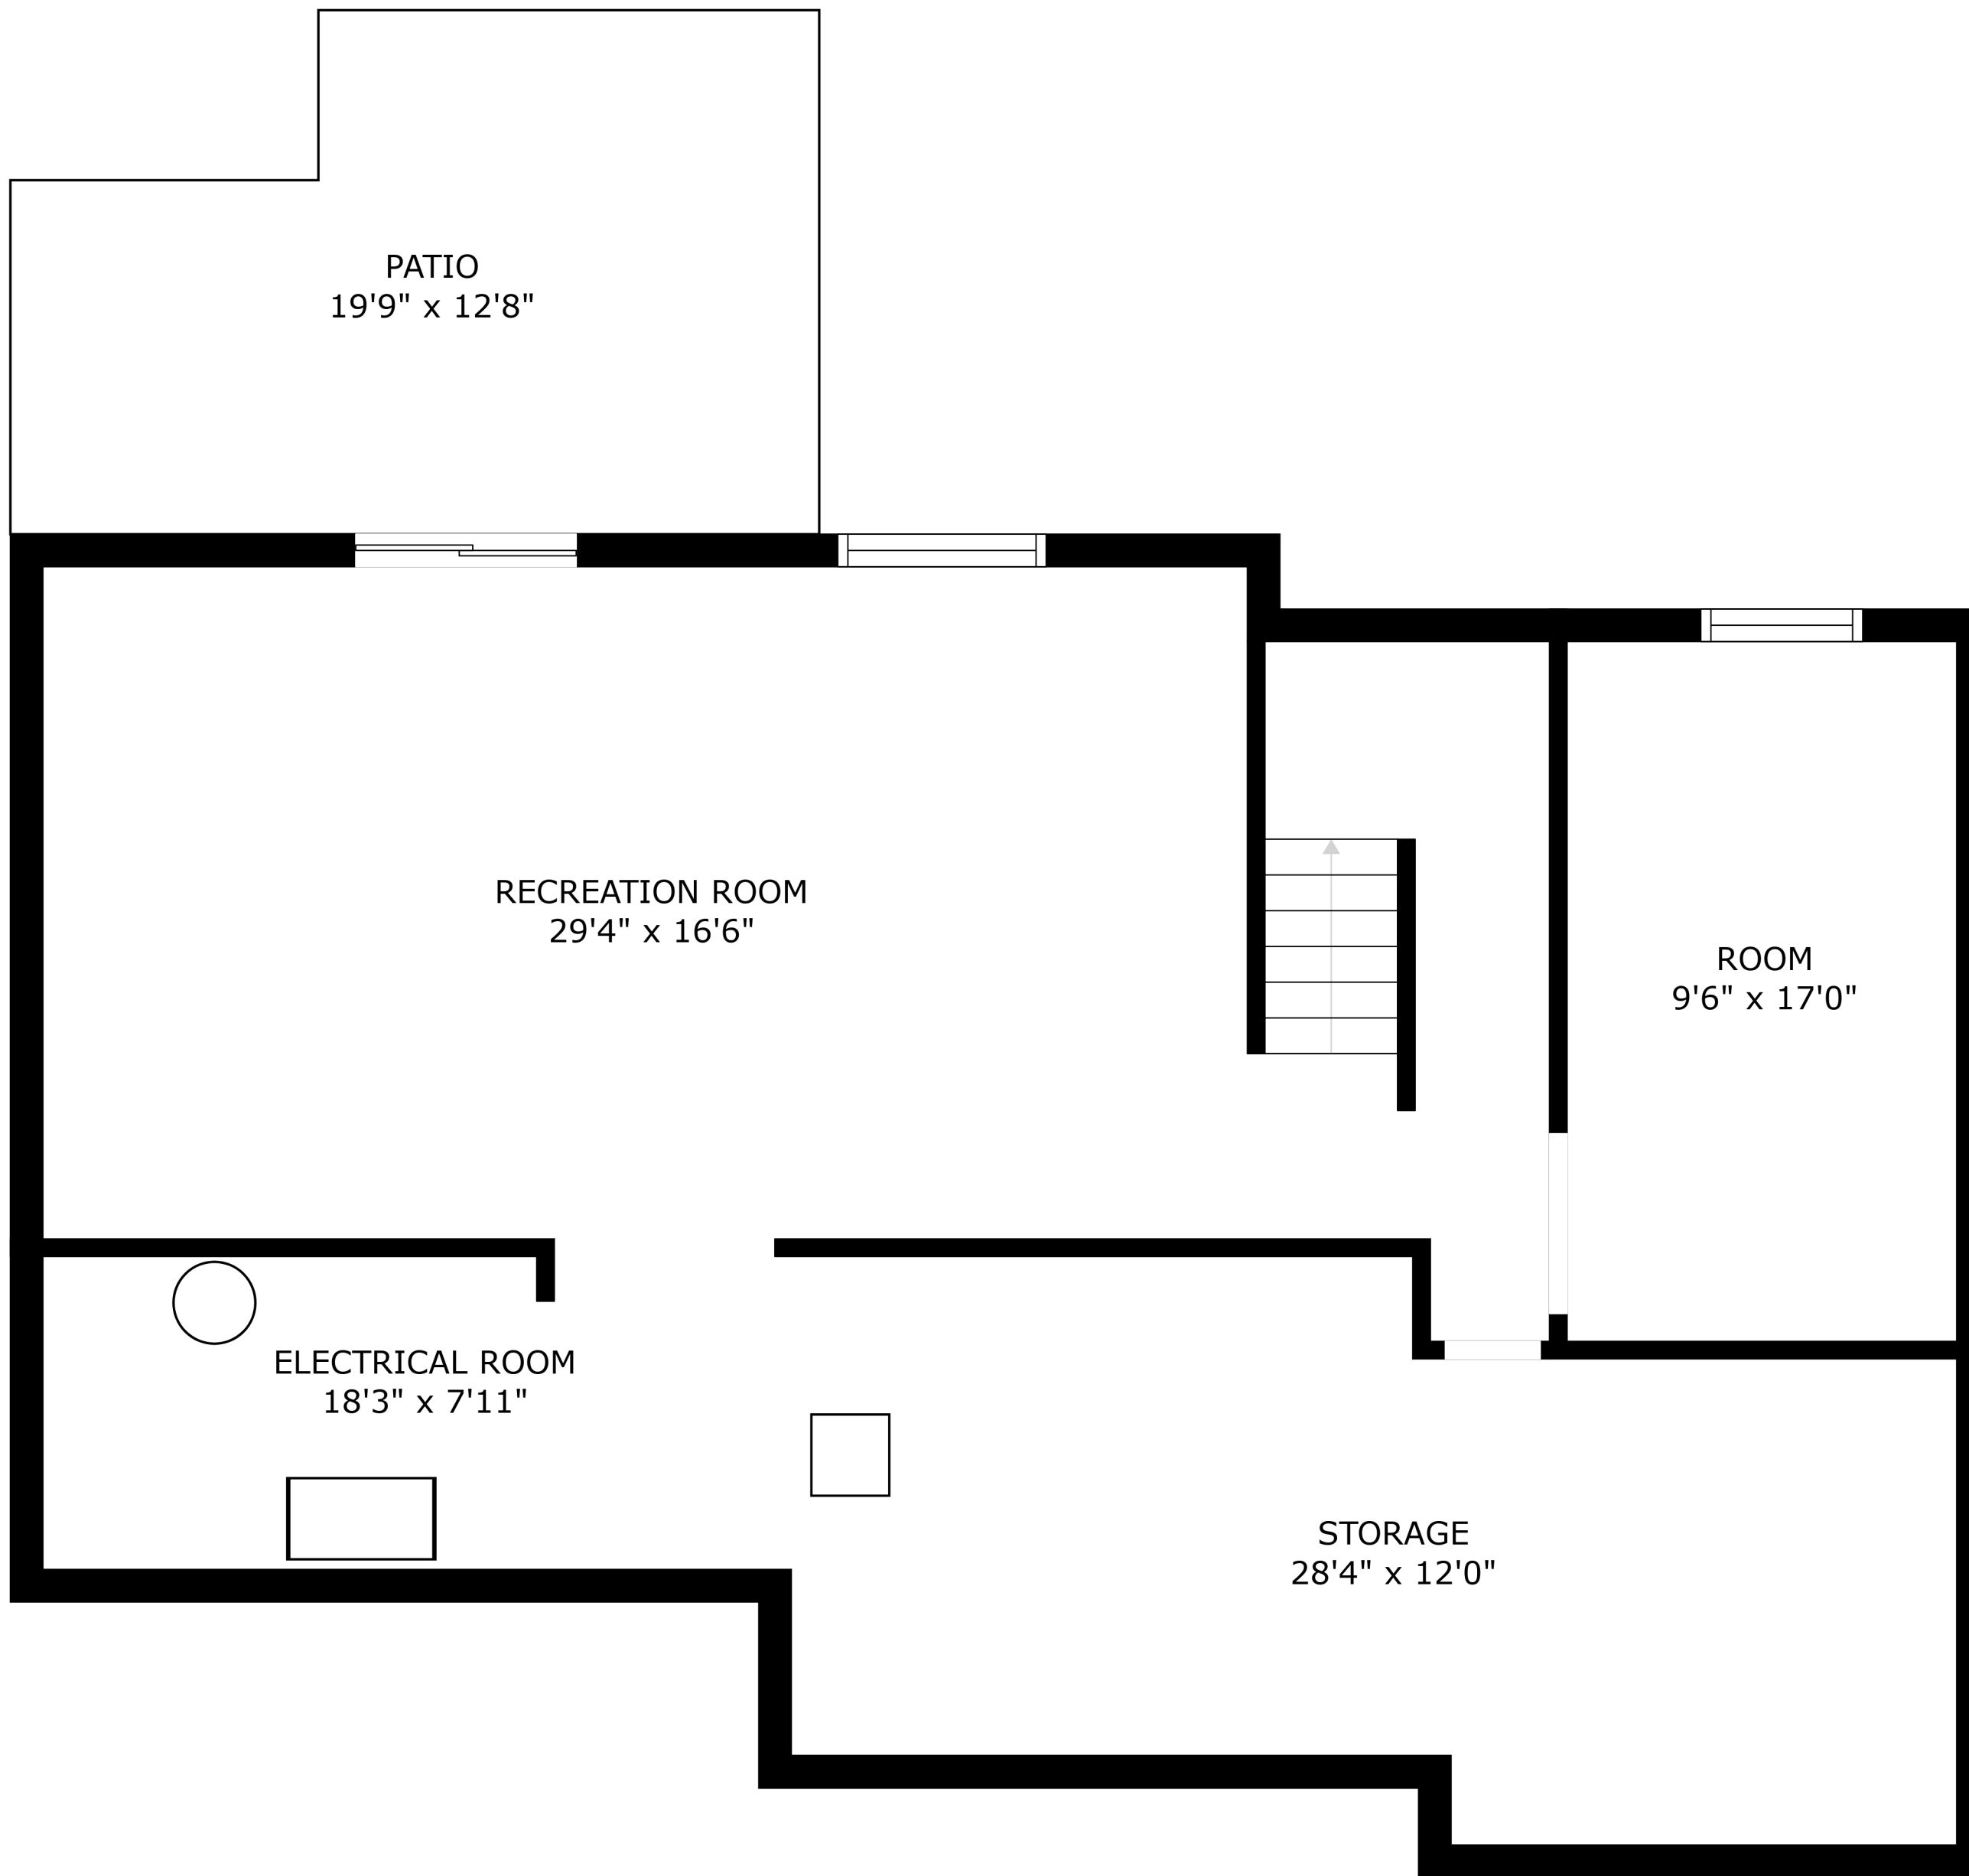 PATIO
19'9" x 12'8"
RECREATION ROOM
29'4" x 16'6"
ROOM
9'6" x 17'0"
ELECTRICAL ROOM
18'3" x 7'11"
STORAGE
28'4" x 12'0"